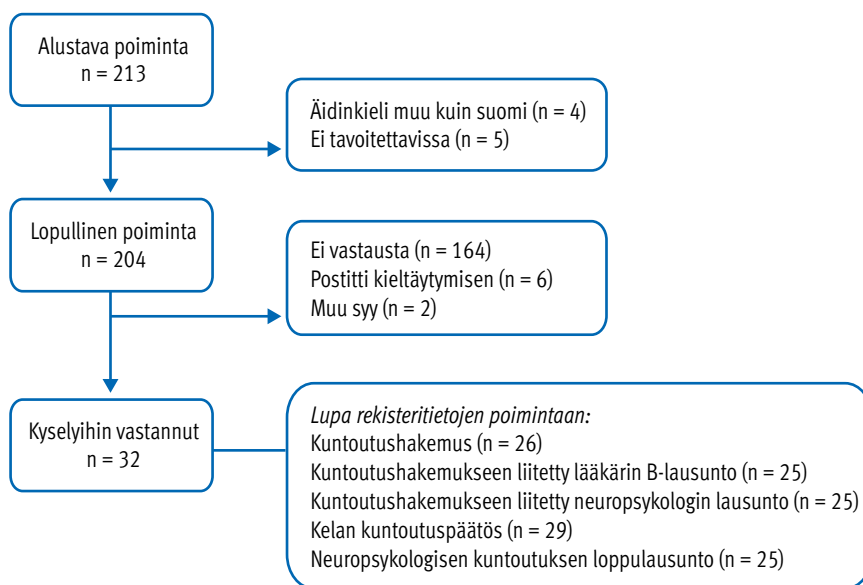 Alustava poiminta
n = 213
Äidinkieli muu kuin suomi (n = 4)
Ei tavoitettavissa (n = 5)
Lopullinen poiminta
n = 204
Ei vastausta (n = 164)
Postitti kieltäytymisen (n = 6)
Muu syy (n = 2)
Kyselyihin vastannut
n = 32
Lupa rekisteritietojen poimintaan:
Kuntoutushakemus (n = 26)
Kuntoutushakemukseen liitetty lääkärin B-lausunto (n = 25)
Kuntoutushakemukseen liitetty neuropsykologin lausunto (n = 25)
Kelan kuntoutuspäätös (n = 29)
Neuropsykologisen kuntoutuksen loppulausunto (n = 25)